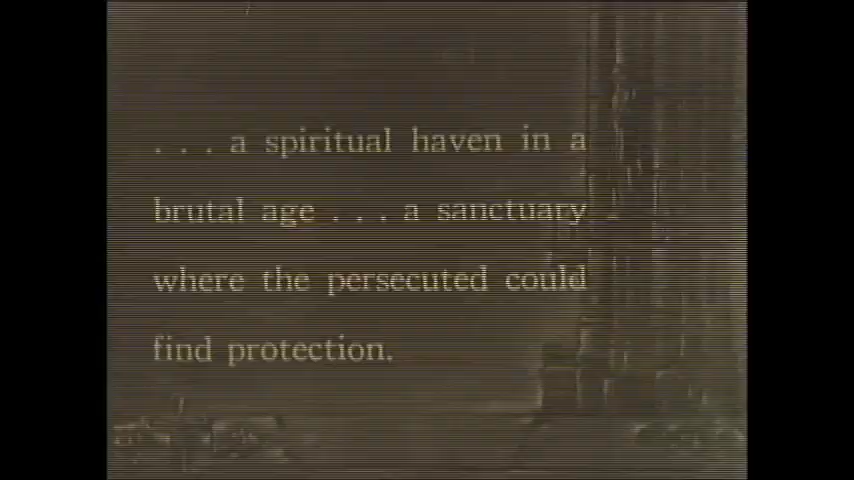 . . . a spiritual haven in a
brutal age . . . a sanctuary
where the persecuted could
find protection.